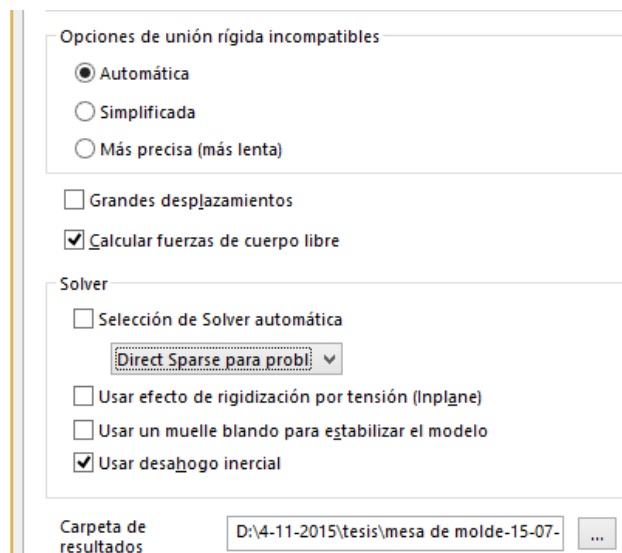 Opciones de unión rígida incompatibles
Automática
Simplificada
Más precisa (más lenta)
Grandes desplazamientos
Calcular fuerzas de cuerpo libre
Solver
Selección de Solver automática
Direct Sparse para probl
Usar efecto de rigidización por tensión (Inplane)
Usar un muelle blando para estabilizar el modelo
Usar desahogo inercial
Carpeta de D:\4-11-2015\tesis\mesa de molde-15-07- ...
resultados